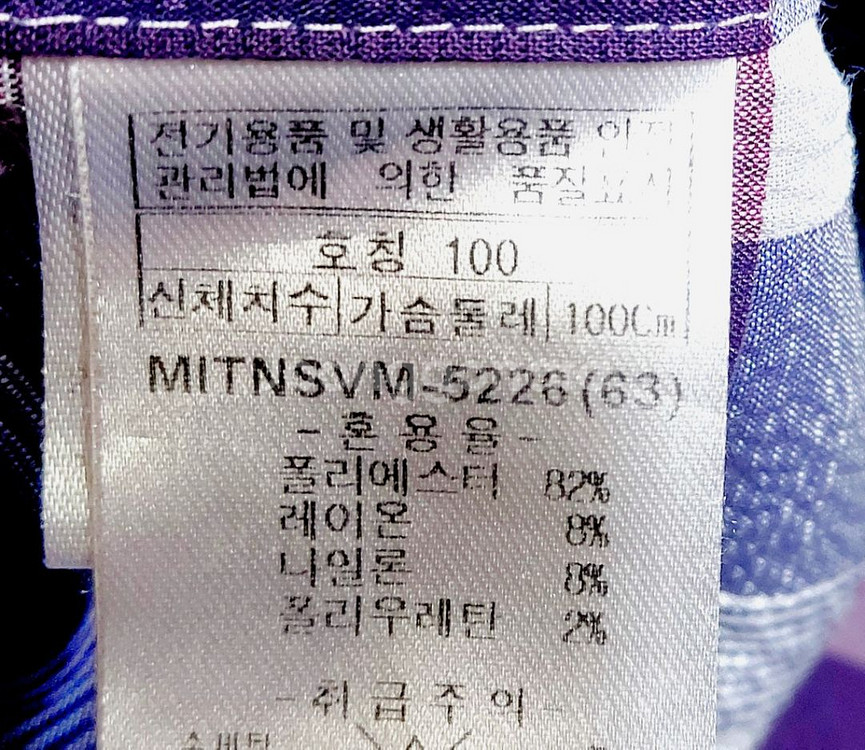 전기용품 및 생활용품 안전
관리법에 의한 품질표시
호칭 100
신체치수 가슴둘레 100Cm
MITNSVM-5226(63)
-혼용율-
폴리에스터 82%
레이온 8%
나일론 8%
폴리우레탄 2%
-취급주의-